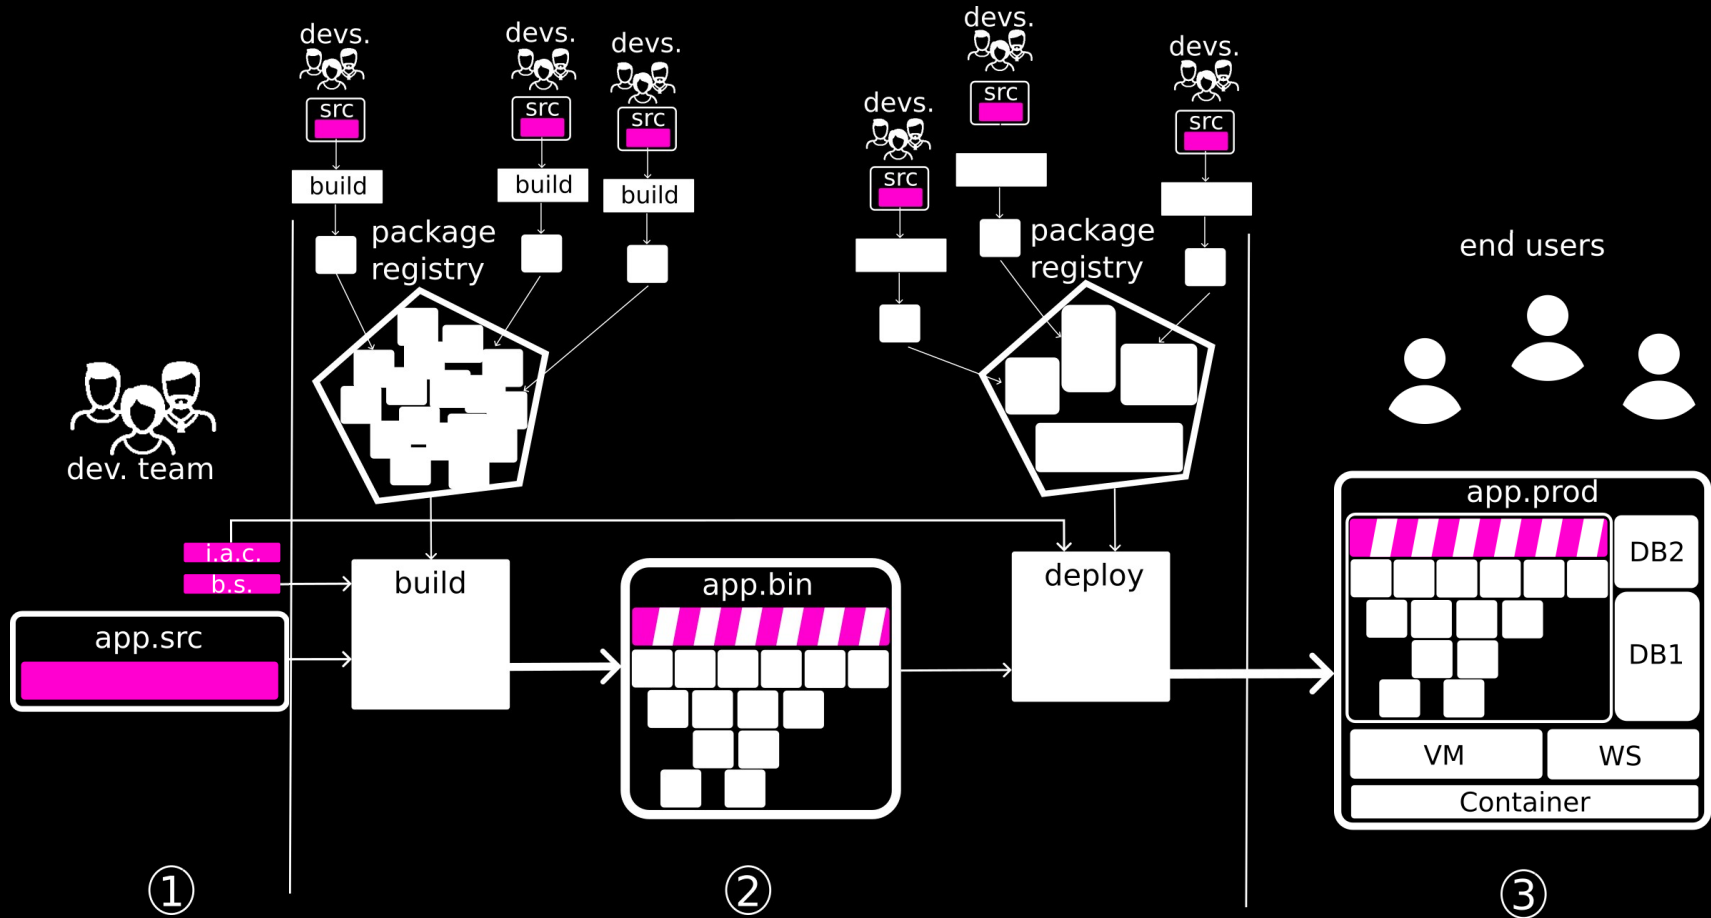 devs.
src
build
devs.
src
build
devs.
src
build
package
registry
devs.
src
devs.
src
devs.
src
package
registry
end users
dev. team
i.a.c.
b.s.
app.src
build
app.bin
deploy
app.prod
DB2
DB1
VM
WS
Container
1
2
3